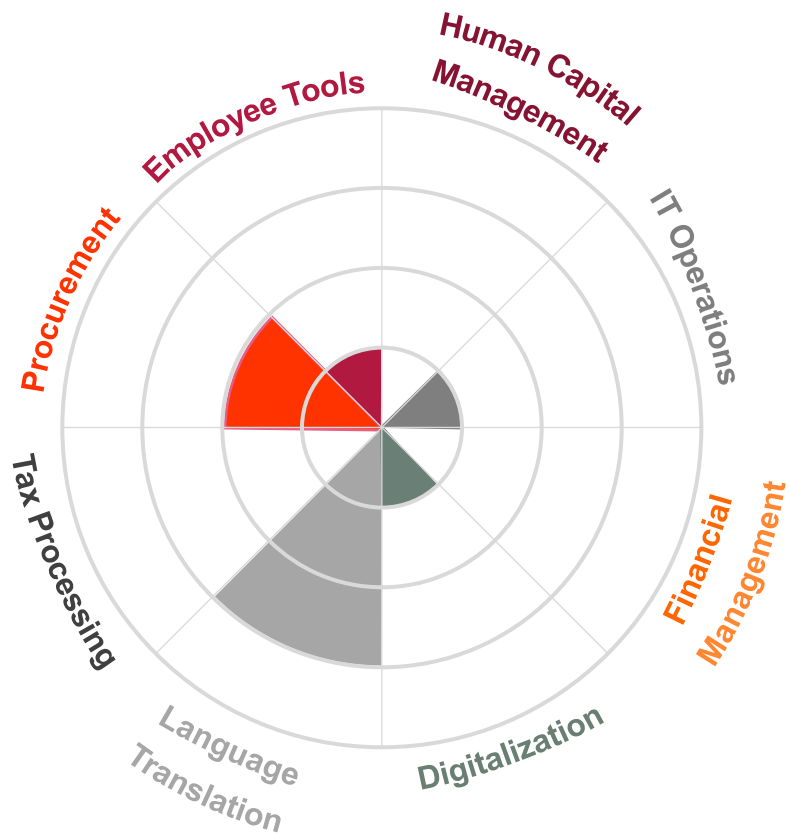 Human Capital
Management
IT Operations
Financial
Management
Digitalization
Language
Translation
Tax Processing
Procurement
Employee Tools